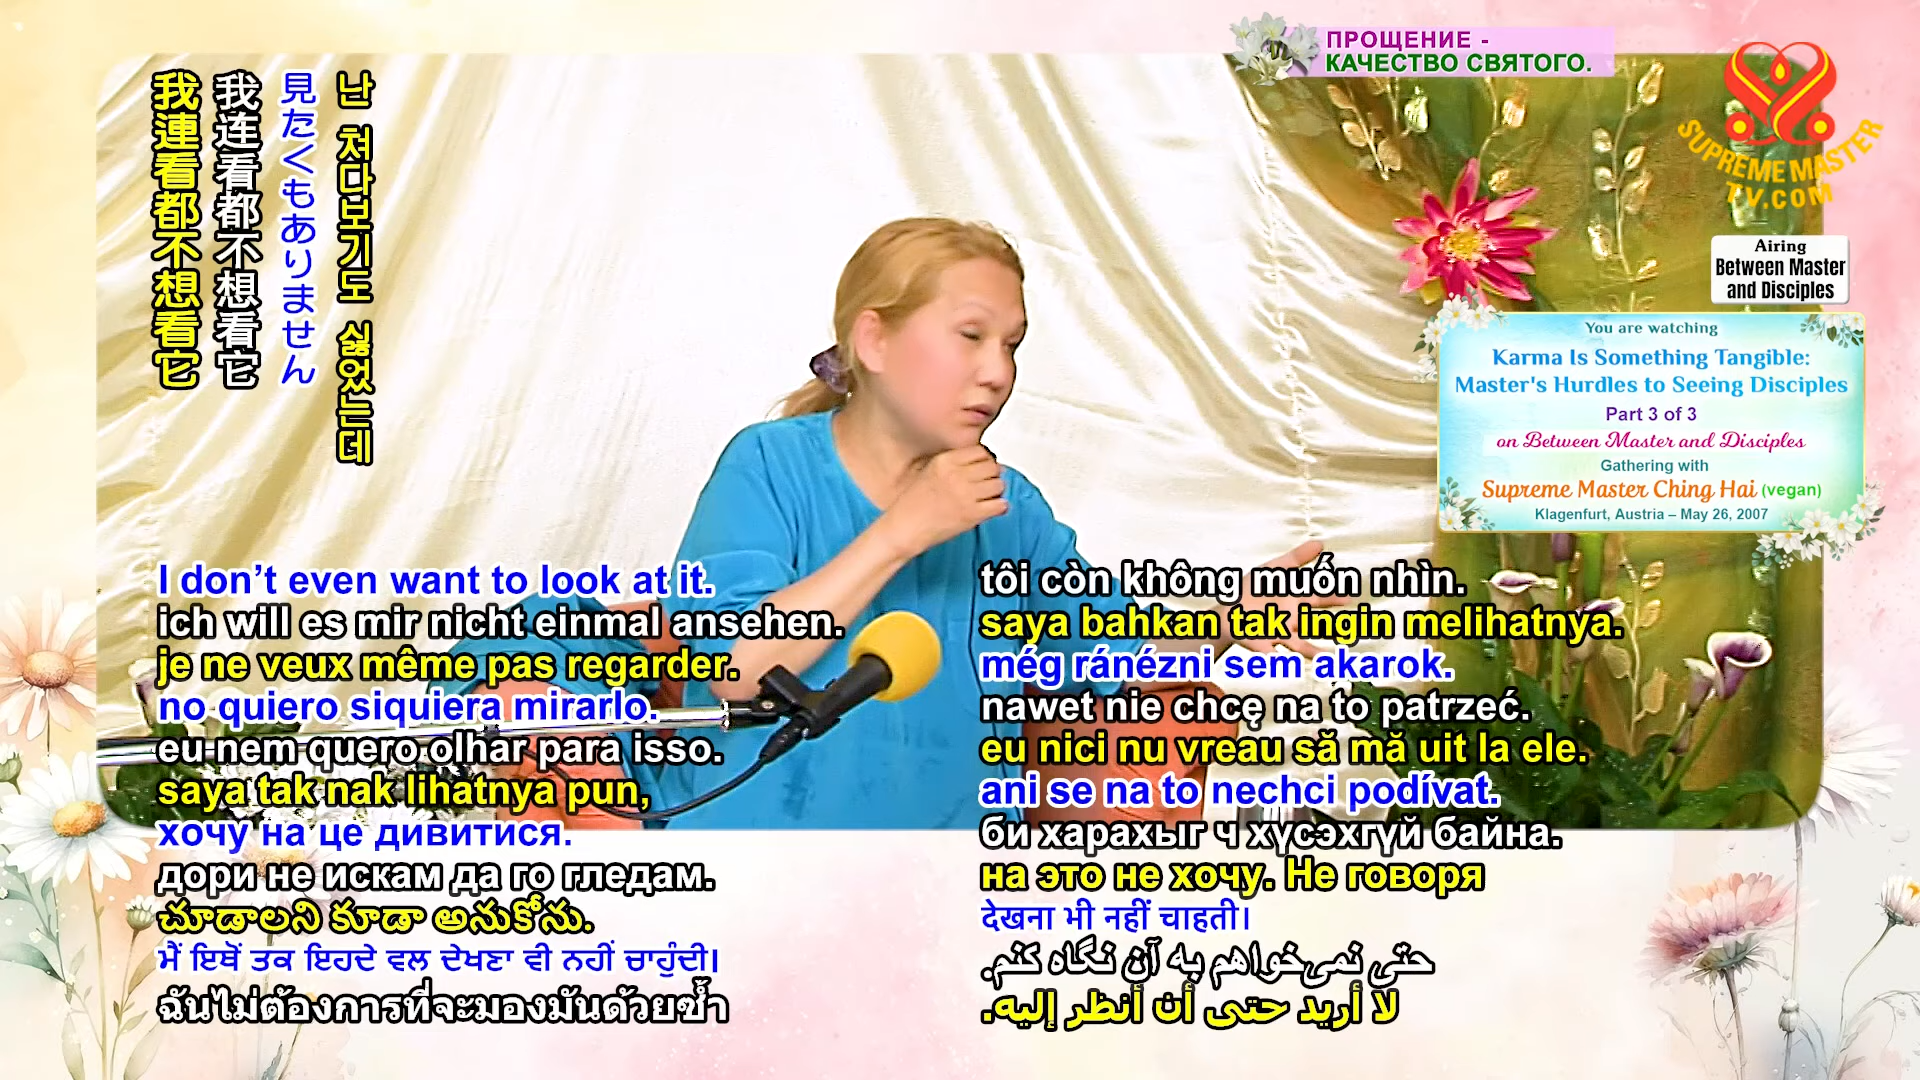 ПРОЩЕНИЕ -
КАЧЕСТВО СВЯТОГО.
SUPREME MASTER
TV.COM
Airing
Between Master
and Disciples
You are watching
Karma Is Something Tangible:
Master's Hurdles to Seeing Disciples
Part 3 of 3
on Between Master and Disciples
Gathering with
Supreme Master Ching Hai (vegan)
Klagenfurt, Austria – May 26, 2007
我連看都不想看它
我连看都不想看它
見たくもありません
난 쳐다보기도 싫었는데
I don't even want to look at it.
ich will es mir nicht einmal ansehen.
je ne veux même pas regarder.
no quiero siquiera mirarlo.
eu nem quero olhar para isso.
saya tak nak lihatnya pun,
хочу на це дивитися.
дори не искам да го гледам.
చూడాలని కూడా అనుకోను.
ਮੈਂ ਇਥੋਂ ਤਕ ਇਹਦੇ ਵਲ ਦੇਖਣਾ ਵੀ ਨਹੀਂ ਚਾਹੁੰਦੀ।
ฉันไม่ต้องการที่จะมองมันด้วยซ้ำ
tôi còn không muốn nhìn.
saya bahkan tak ingin melihatnya.
még ránézni sem akarok.
nawet nie chcę na to patrzeć.
eu nici nu vreau să mă uit la ele.
ani se na to nechci podívat.
би харахыг ч хүсэхгүй байна.
на это не хочу. Не говоря
देखना भी नहीं चाहती।
حتی نمی‌خواهم به آن نگاه کنم.
لا أريد حتى أن أنظر إليه.